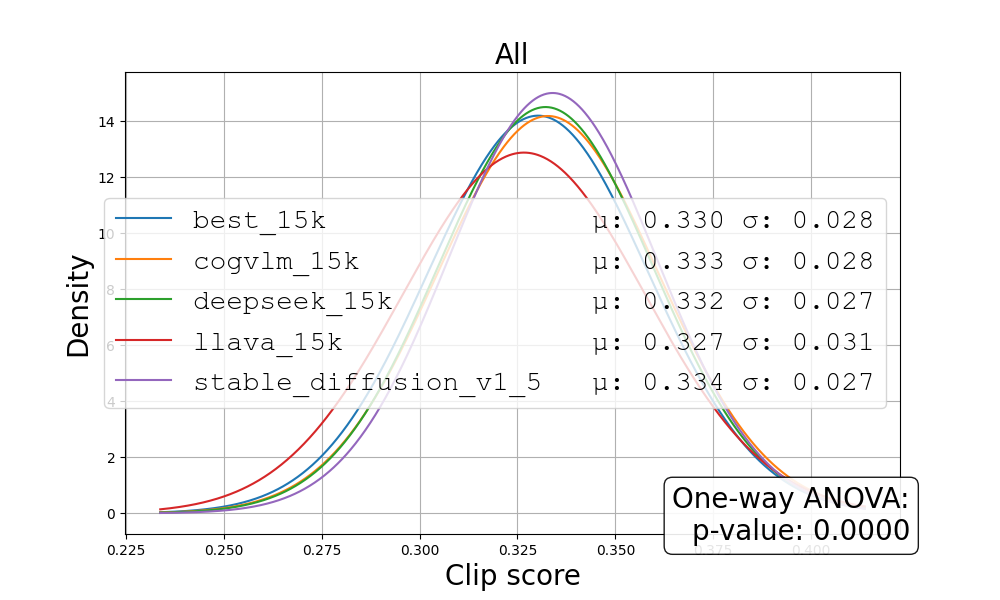 All
Density
14
12
10
8
6
4
2
0
best_15k μ: 0.330 σ: 0.028
cogvlm_15k μ: 0.333 σ: 0.028
deepseek_15k μ: 0.332 σ: 0.027
llava_15k μ: 0.327 σ: 0.031
stable_diffusion_v1_5 μ: 0.334 σ: 0.027
One-way ANOVA:
p-value: 0.0000
0.225 0.250 0.275 0.300 0.325 0.350 0.375 0.400
Clip score